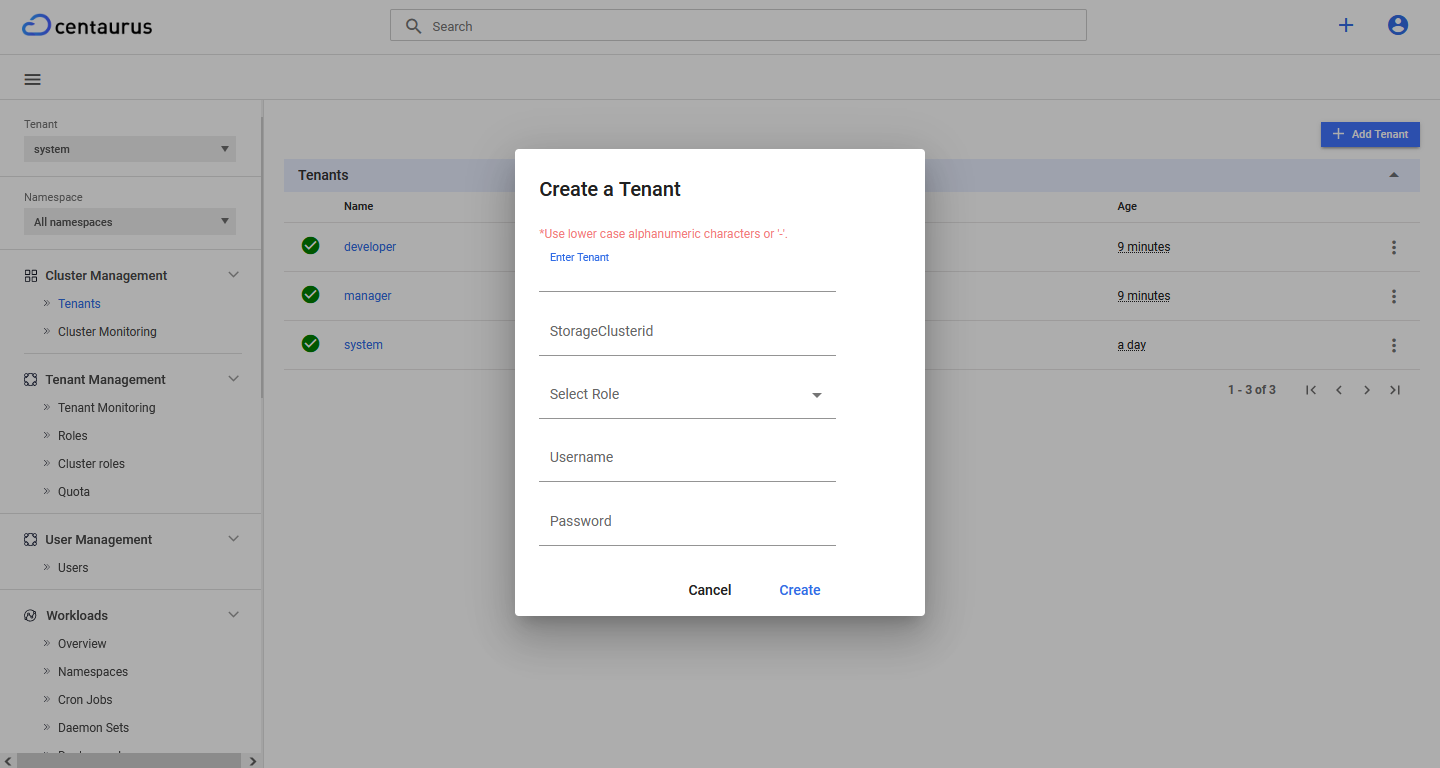 centaurus
Search
Tenant
system
Namespace
All namespaces
Cluster Management
Tenants
Cluster Monitoring
Tenant Management
Tenant Monitoring
Roles
Cluster roles
Quota
User Management
Users
Workloads
Overview
Namespaces
Cron Jobs
Daemon Sets
Add Tenant
Tenants
Name Age
developer 9 minutes
manager 9 minutes
system a day
1 - 3 of 3
Create a Tenant
*Use lower case alphanumeric characters or '-'.
Enter Tenant
StorageClusterid
Select Role
Username
Password
Cancel Create